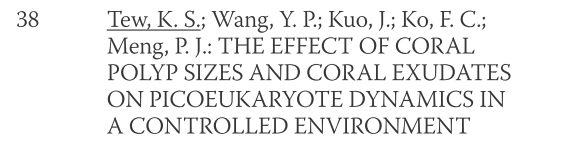 38 Tew, K. S.; Wang, Y. P.; Kuo, J.; Ko, F. C.;
Meng, P. J.: THE EFFECT OF CORAL
POLYP SIZES AND CORAL EXUDATES
ON PICOEUKARYOTE DYNAMICS IN
A CONTROLLED ENVIRONMENT